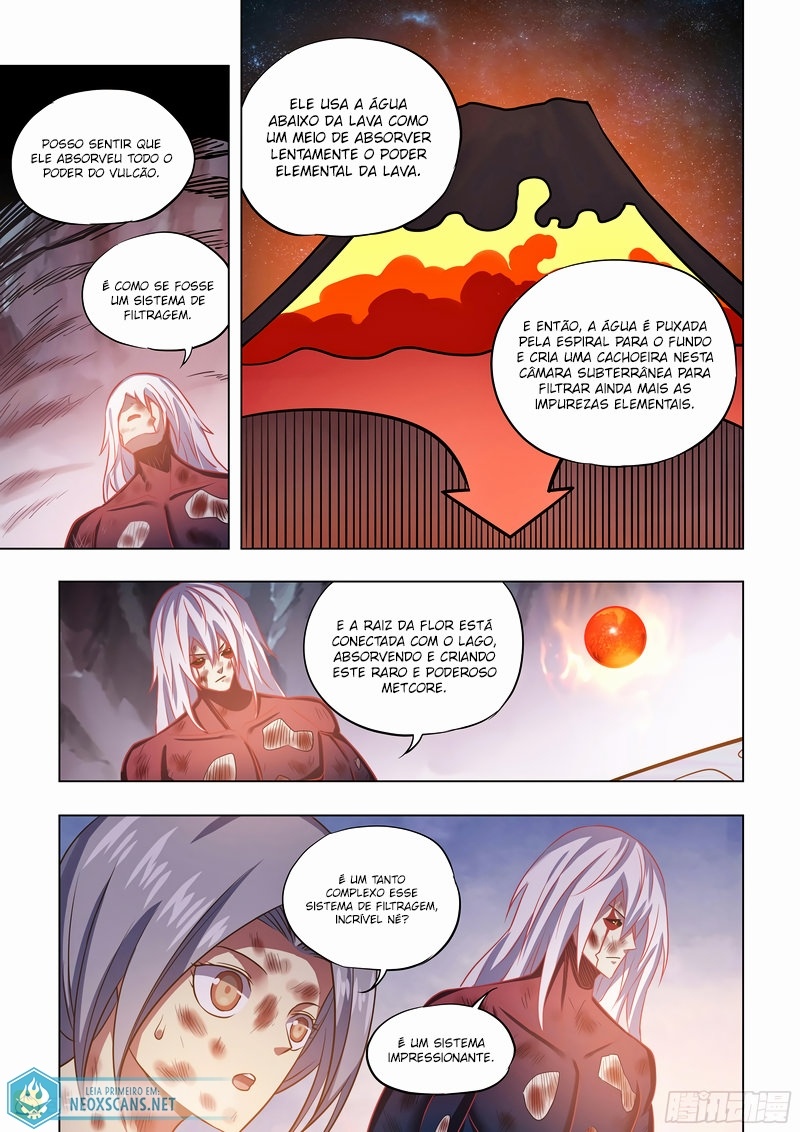 POSSO SENTIR QUE
ELE ABSORVEU TODO O
PODER DO VULCÃO.
É COMO SE FOSSE
UM SISTEMA DE
FILTRAGEM.
ELE USA A ÁGUA
ABAIXO DA LAVA COMO
UM MEIO DE ABSORVER
LENTAMENTE O PODER
ELEMENTAL DA LAVA.
E ENTÃO, A ÁGUA É PUXADA
PELA ESPIRAL PARA O FUNDO
E CRIA UMA CACHOEIRA NESTA
CÂMARA SUBTERRÂNEA PARA
FILTRAR AINDA MAIS AS
IMPUREZAS ELEMENTAIS.
E A RAIZ DA FLOR ESTÁ
CONECTADA COM O LAGO,
ABSORVENDO E CRIANDO
ESTE RARO E PODEROSO
METCORE.
É UM TANTO
COMPLEXO ESSE
SISTEMA DE FILTRAGEM,
INCRÍVEL NÉ?
É UM SISTEMA
IMPRESSIONANTE.
LEIA PRIMEIRO EM:
NEOXSCANS.NET
腾讯动漫